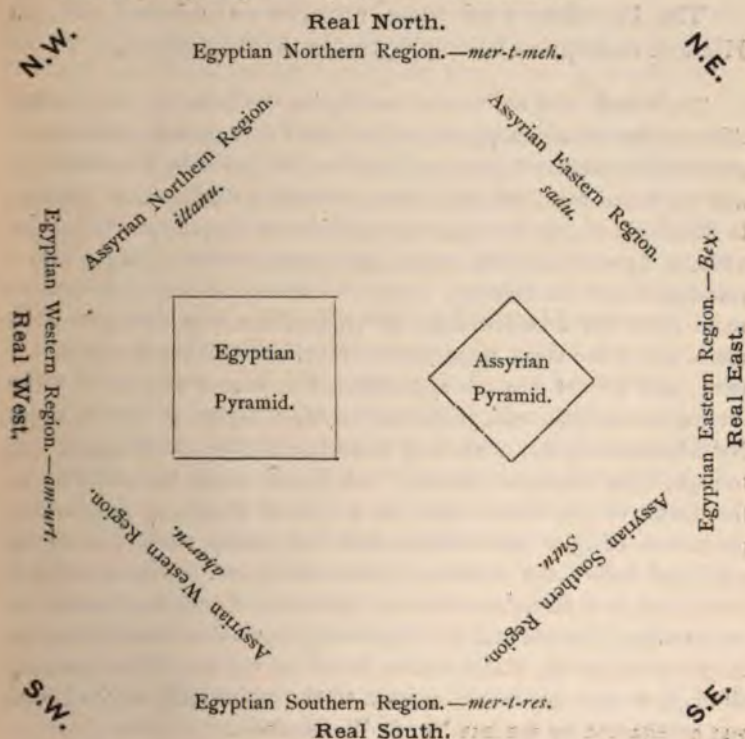 Real North.
N.W.
N.E.
Egyptian Northern Region.—mer-t-meh.
Assyrian Northern Region.
iltanu.
Assyrian Eastern Region.
sadu.
Real West.
Egyptian Western Region.—am-urt.
Egyptian
Pyramid.
Assyrian
Pyramid.
Egyptian Eastern Region.—Beχ.
Real East.
Assyrian Western Region.
aharru.
Assyrian Southern Region.
Sutu.
S.W.
S.E.
Egyptian Southern Region.—mer-t-res.
Real South.